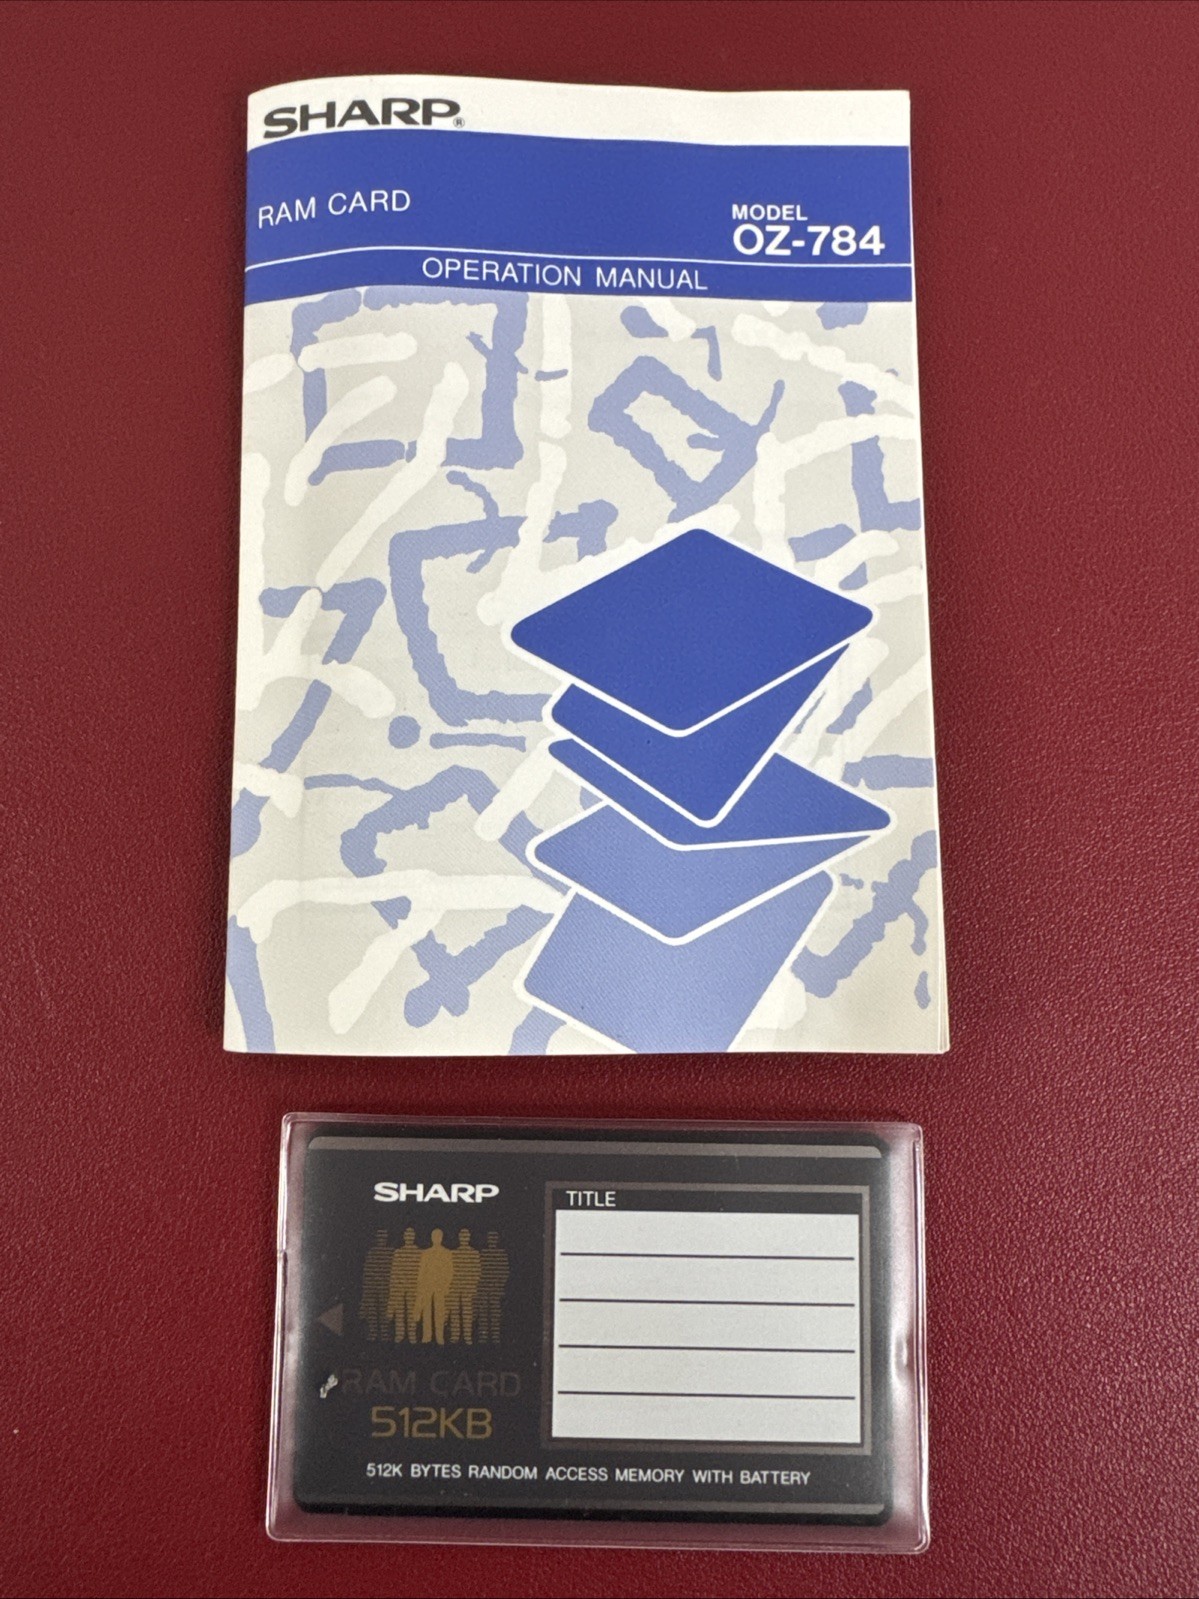 SHARP®
RAM CARD
MODEL
OZ-784
OPERATION MANUAL
SHARP
TITLE
RAM CARD
512KB
512K BYTES RANDOM ACCESS MEMORY WITH BATTERY